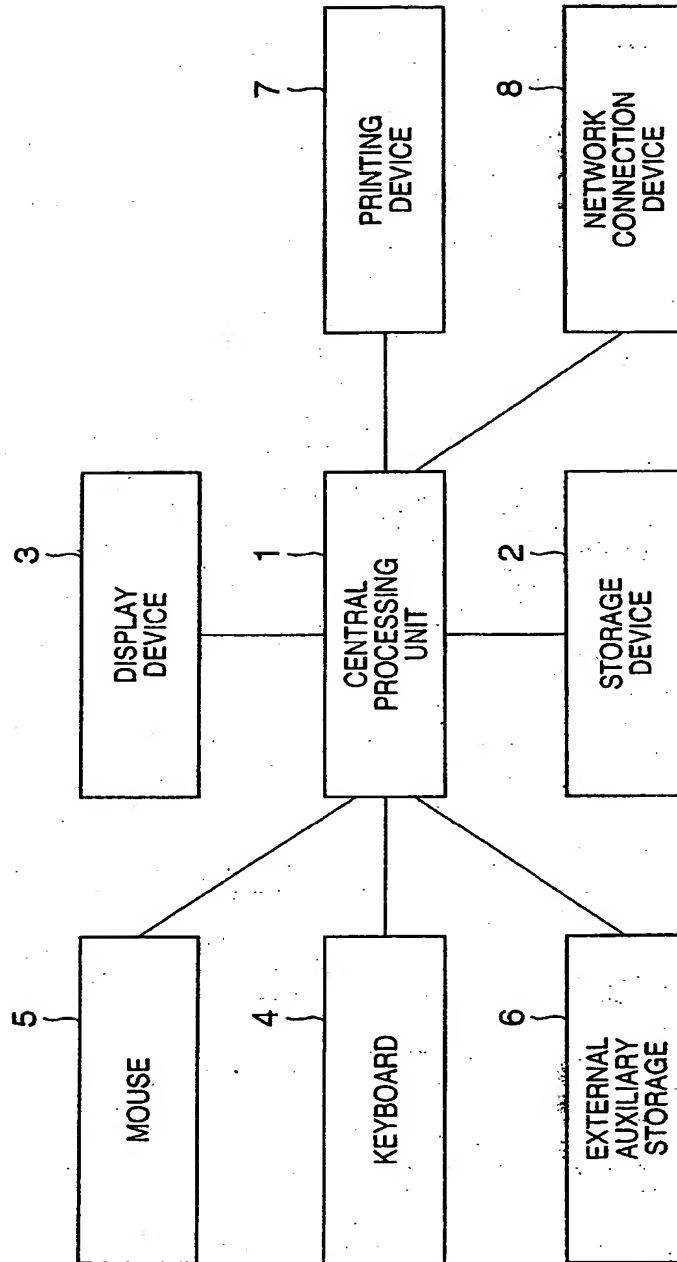 5
MOUSE
3
DISPLAY
DEVICE
4
KEYBOARD
1
CENTRAL
PROCESSING
UNIT
7
PRINTING
DEVICE
6
EXTERNAL
AUXILIARY
STORAGE
2
STORAGE
DEVICE
8
NETWORK
CONNECTION
DEVICE